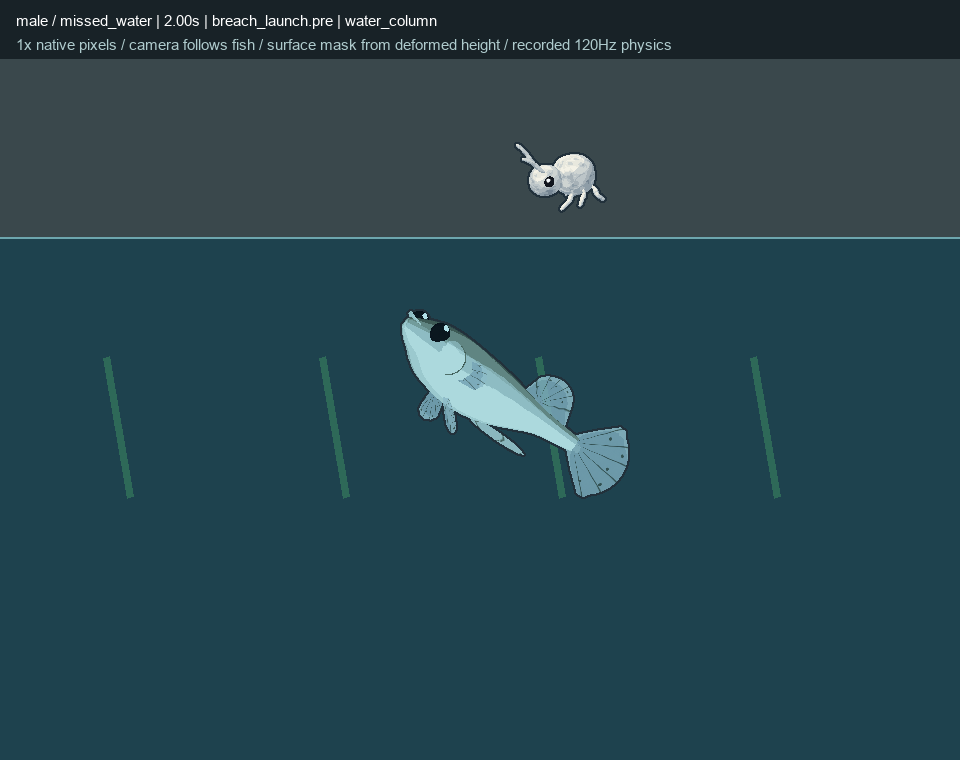 male / missed_water | 2.00s | breach_launch.pre | water_column
1x native pixels / camera follows fish / surface mask from deformed height / recorded 120Hz physics